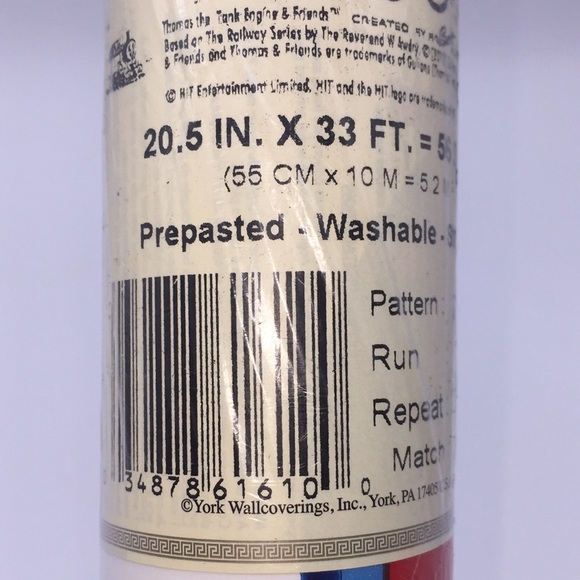 Thomas the Tank Engine & Friends™
CREATED BY
Based on The Railway Series by The Reverend W Awdry ©
& Friends and Thomas & Friends are trademarks of
© HIT Entertainment Limited. HIT and the HIT logo are
20.5 IN. X 33 FT. =
(55 CM x 10 M = 5.2
Prepasted - Washable -
Pattern
Run
Repeat
Match
34878 61610 0
©York Wallcoverings, Inc., York, PA 17405